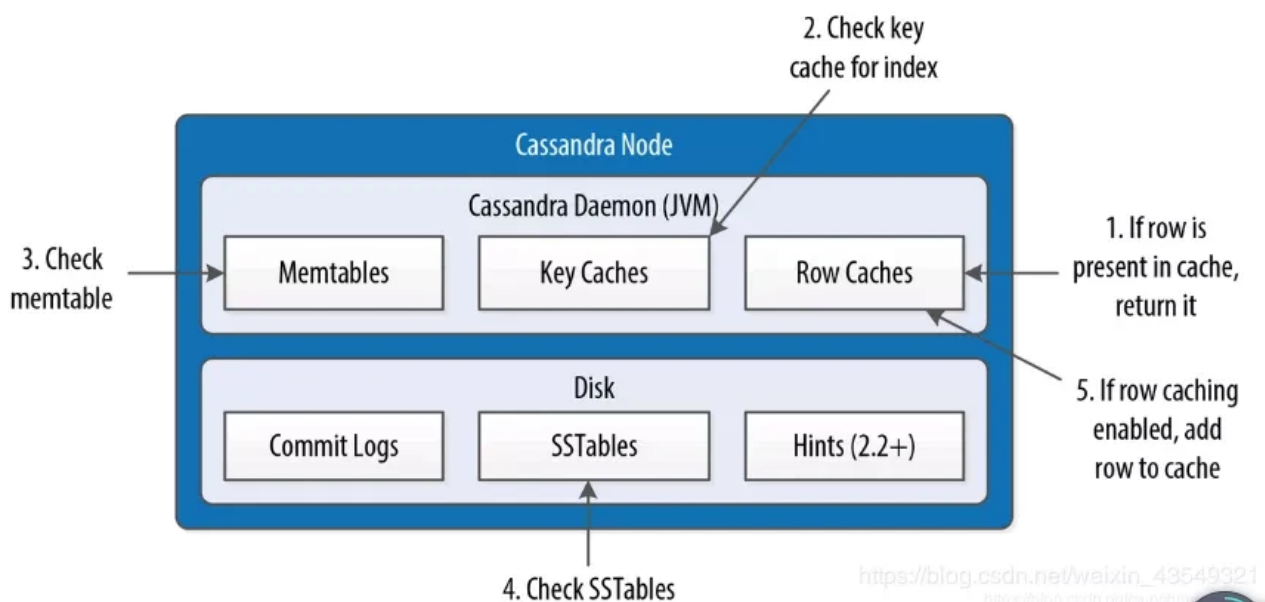 2. Check key
cache for index
Cassandra Node
Cassandra Daemon (JVM)
3. Check
memtable
Memtables
Key Caches
Row Caches
1. If row is
present in cache,
return it
Disk
Commit Logs
SSTables
Hints (2.2+)
5. If row caching
enabled, add
row to cache
4. Check SSTables
https://blog.csdn.net/weixin_43549321